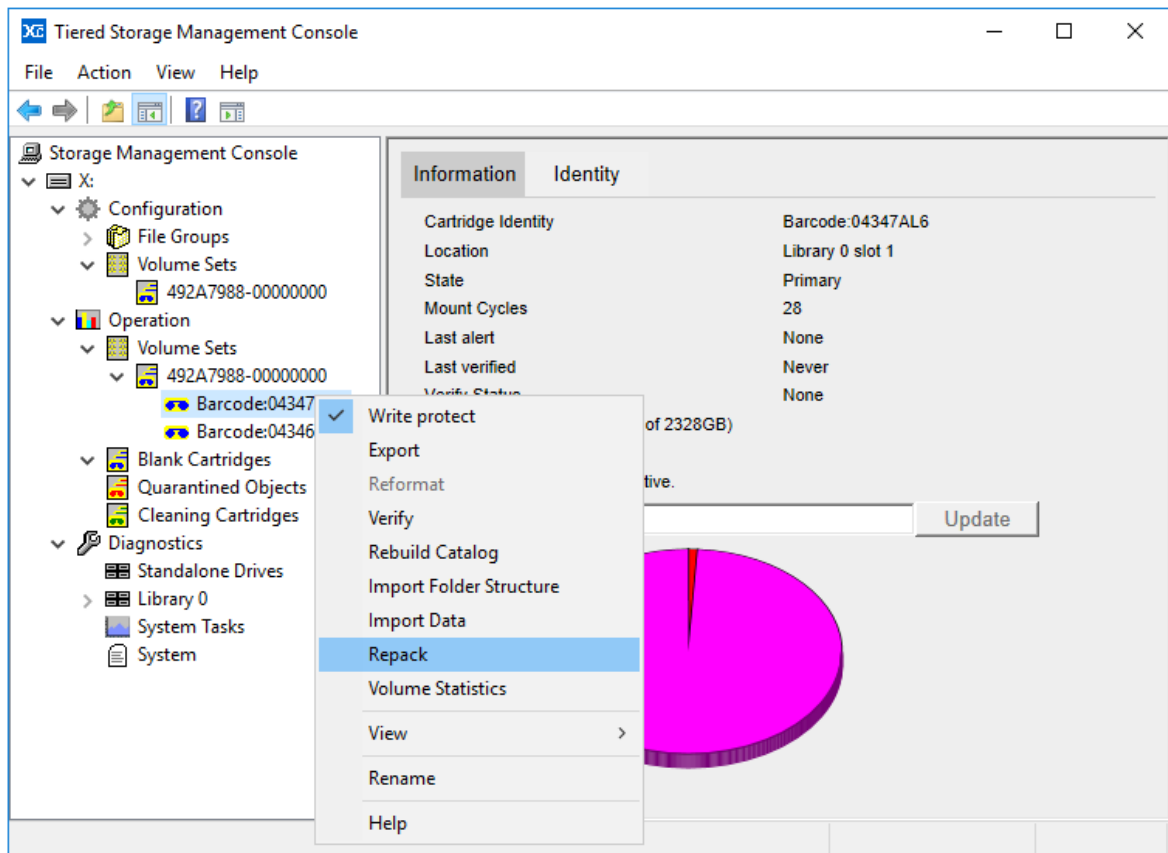 Tiered Storage Management Console
File Action View Help
Storage Management Console
X:
Configuration
File Groups
Volume Sets
492A7988-00000000
Operation
Volume Sets
492A7988-00000000
Barcode:04347
Barcode:04346
Blank Cartridges
Quarantined Objects
Cleaning Cartridges
Diagnostics
Standalone Drives
Library 0
System Tasks
System
Information Identity
Cartridge Identity Barcode:04347AL6
Location Library 0 slot 1
State Primary
Mount Cycles 28
Last alert None
Last verified Never
Verify Status None
of 2328GB)
tive.
Update
Write protect
Export
Reformat
Verify
Rebuild Catalog
Import Folder Structure
Import Data
Repack
Volume Statistics
View
Rename
Help